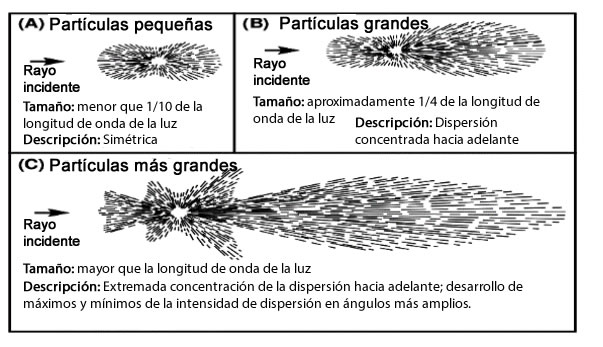 (A) Partículas pequeñas
Rayo
incidente
Tamaño: menor que 1/10 de la
longitud de onda de la luz
Descripción: Simétrica
(B) Partículas grandes
Rayo
incidente
Tamaño: aproximadamente 1/4 de la longitud de
onda de la luz
Descripción: Dispersión
concentrada hacia adelante
(C) Partículas más grandes
Rayo
incidente
Tamaño: mayor que la longitud de onda de la luz
Descripción: Extremada concentración de la dispersión hacia adelante; desarrollo de
máximos y mínimos de la intensidad de dispersión en ángulos más amplios.